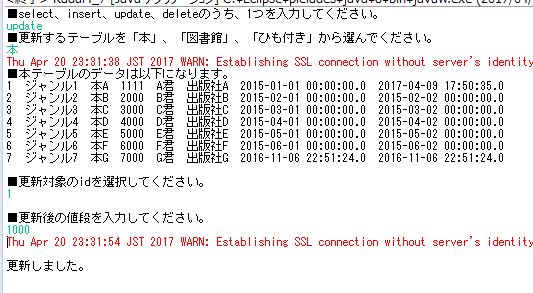 ■select、insert、update、deleteのうち、1つを入力してください。
update
■更新するテーブルを「本」、「図書館」、「ひも付き」から選んでください。
本
Thu Apr 20 23:31:38 JST 2017 WARN: Establishing SSL connection without server's identity
■本テーブルのデータは以下になります。
1 ジャンル1 本A 1111 A君 出版社A 2015-01-01 00:00:00.0 2017-04-09 17:50:35.0
2 ジャンル2 本B 2000 B君 出版社B 2015-02-01 00:00:00.0 2015-02-02 00:00:00.0
3 ジャンル3 本C 3000 C君 出版社C 2015-03-01 00:00:00.0 2015-03-02 00:00:00.0
4 ジャンル4 本D 4000 D君 出版社D 2015-04-01 00:00:00.0 2015-04-02 00:00:00.0
5 ジャンル5 本E 5000 E君 出版社E 2015-05-01 00:00:00.0 2015-05-02 00:00:00.0
6 ジャンル6 本F 6000 F君 出版社F 2015-06-01 00:00:00.0 2015-06-02 00:00:00.0
7 ジャンル7 本G 7000 G君 出版社G 2016-11-06 22:51:24.0 2016-11-06 22:51:24.0
■更新対象のidを選択してください。
1
■更新後の値段を入力してください。
1000
Thu Apr 20 23:31:54 JST 2017 WARN: Establishing SSL connection without server's identity
更新しました。